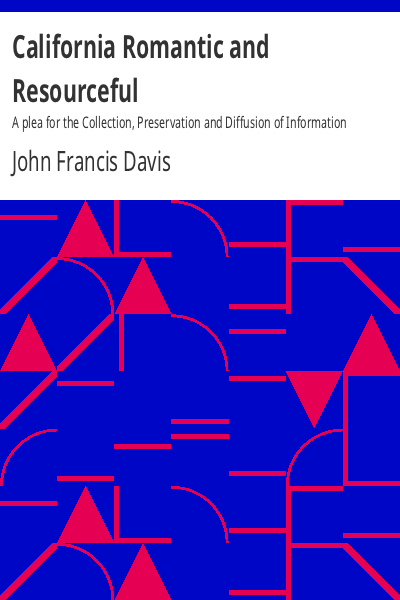 California Romantic and
Resourceful
A plea for the Collection, Preservation and Diffusion of Information
John Francis Davis